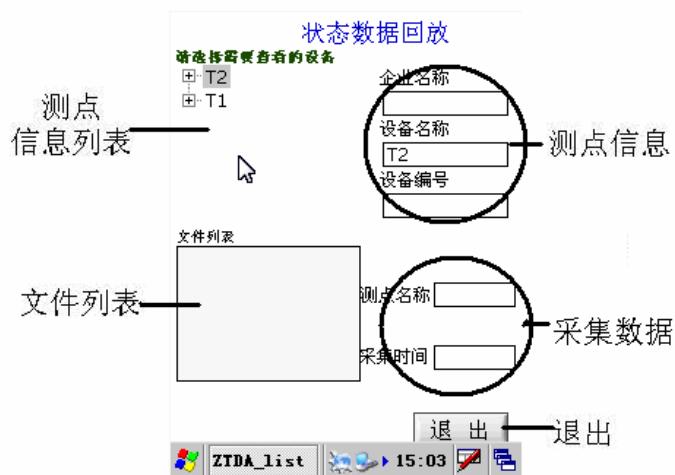 状态数据回放
请选择需要查看的设备
T2
T1
企业名称
设备名称
T2
设备编号
测点
信息列表
测点信息
文件列表
文件列表
测点名称
采集时间
采集数据
退 出
退出
ZTDA_list
15:03